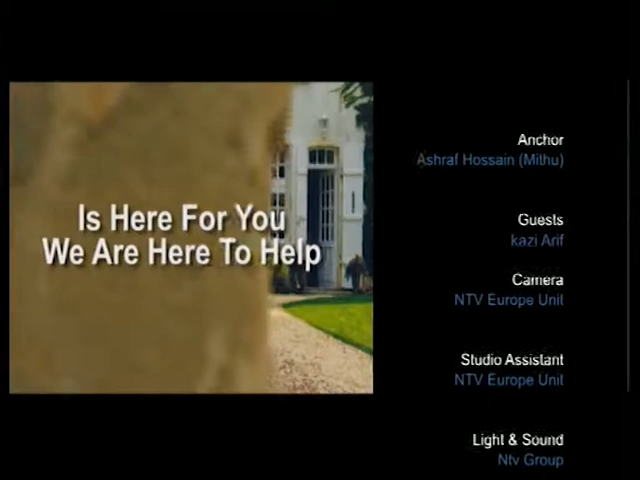 Is Here For You
We Are Here To Help
Anchor
Ashraf Hossain (Mithu)
Guests
kazi Arif
Camera
NTV Europe Unit
Studio Assistant
NTV Europe Unit
Light & Sound
Ntv Group